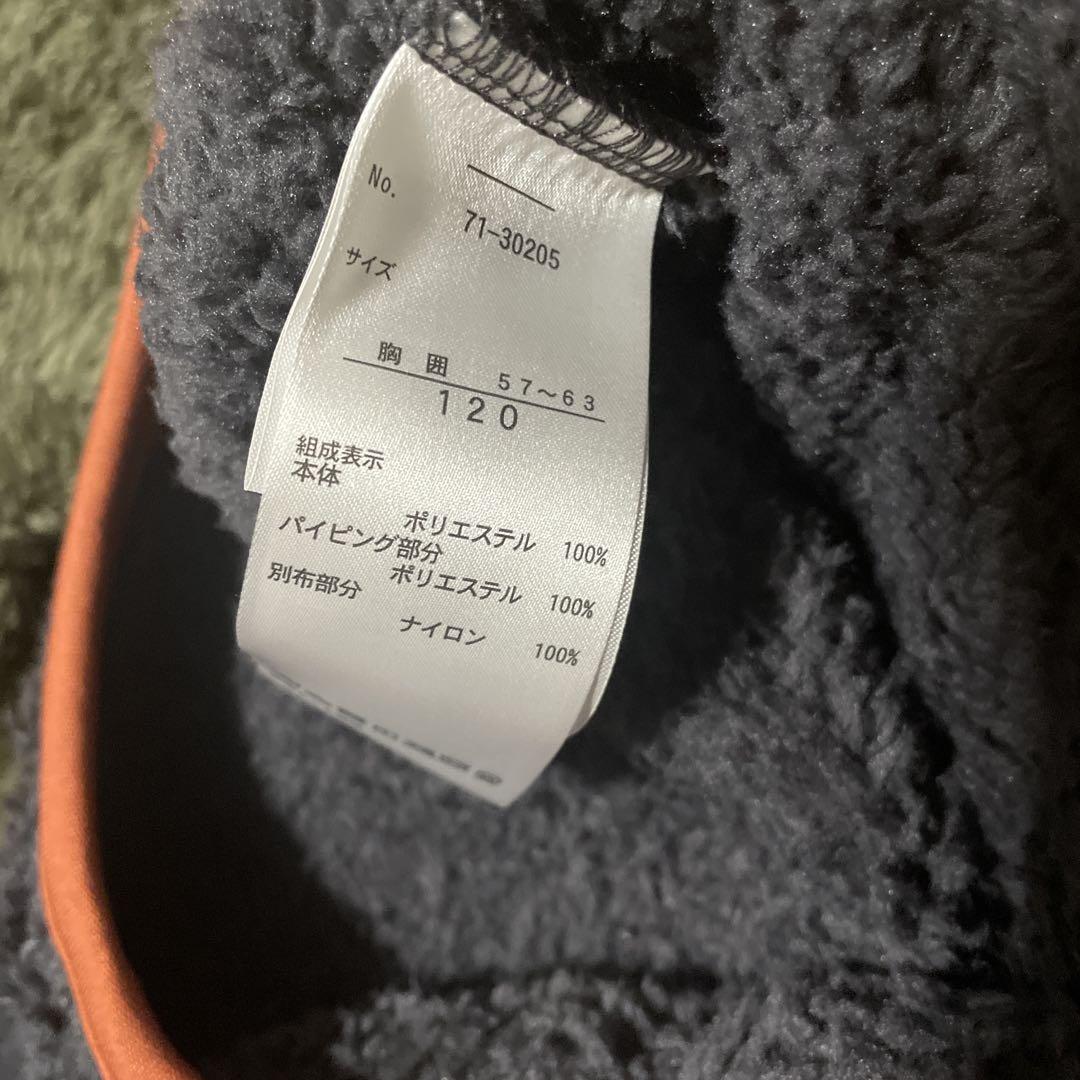 No.
71-30205
サイズ
胸囲 57～63
120
組成表示
本体
ポリエステル 100%
パイピング部分
ポリエステル 100%
別布部分
ナイロン 100%